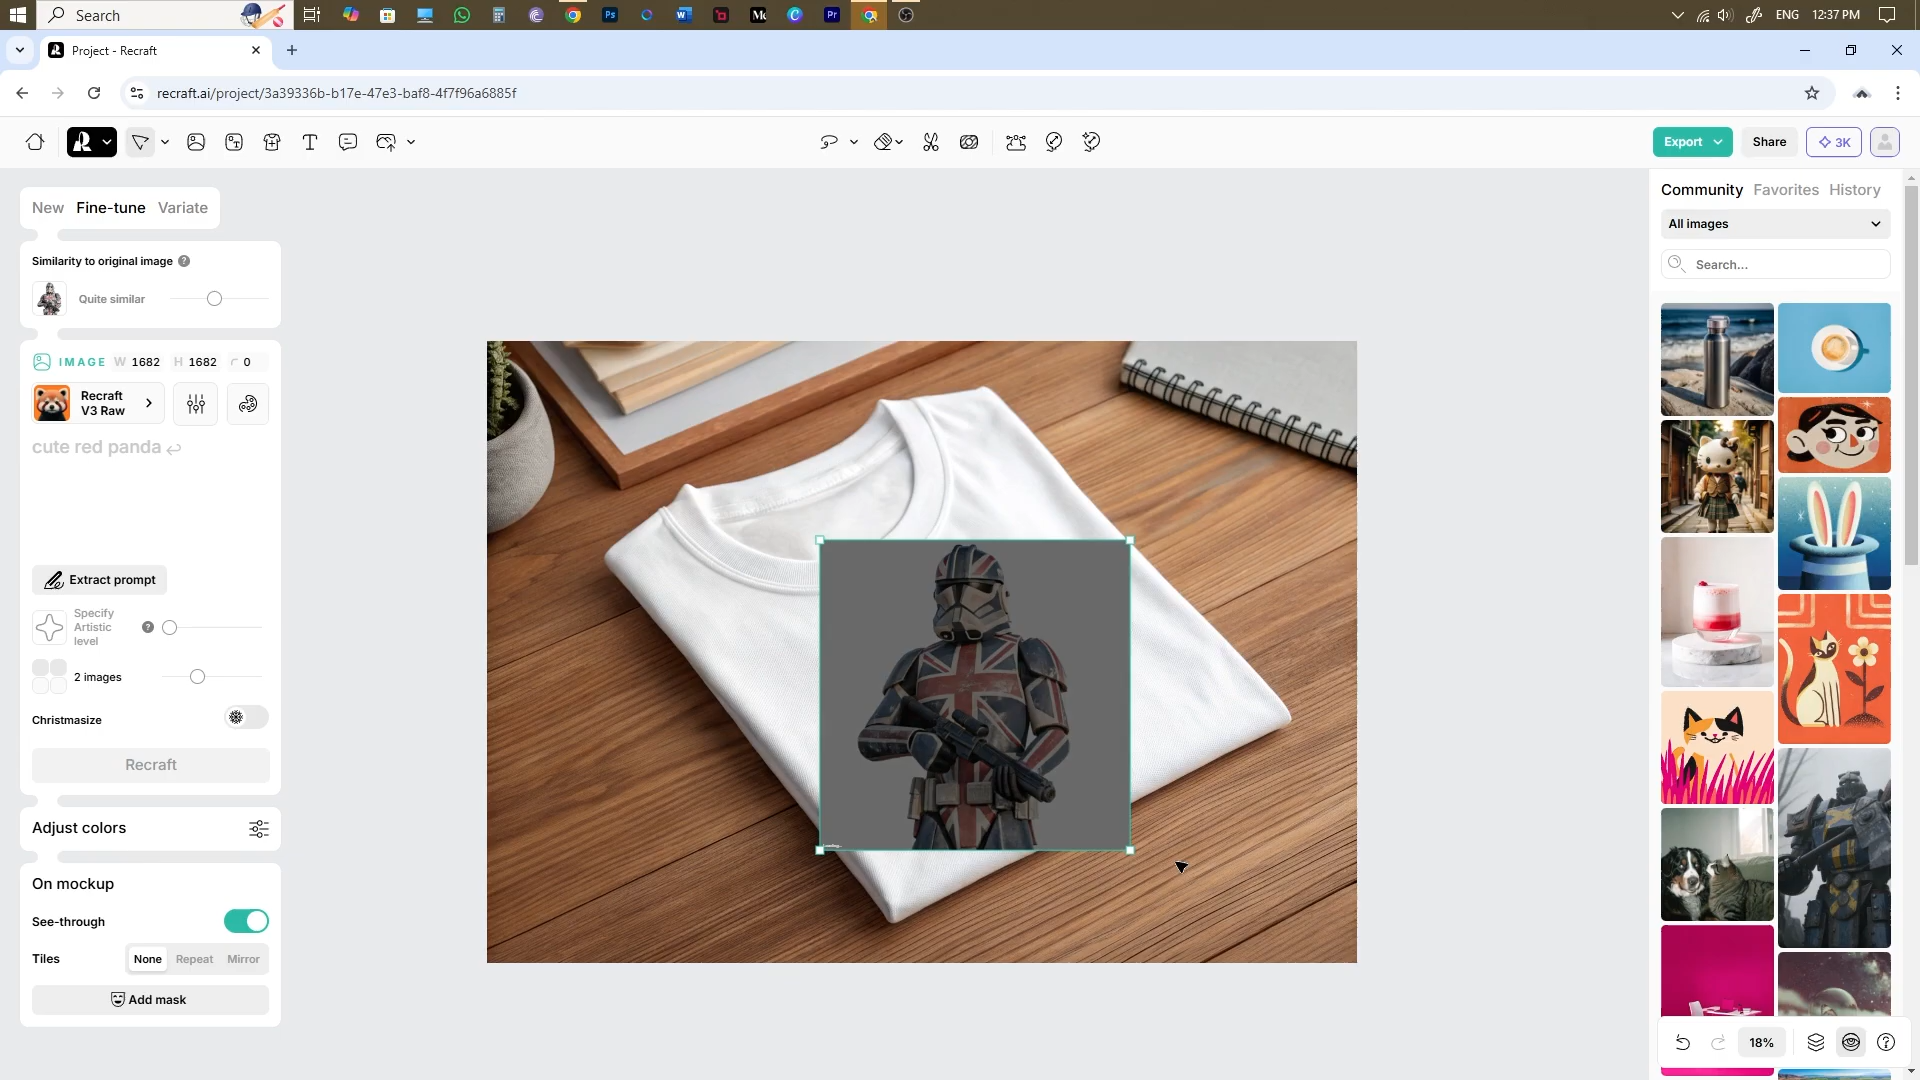 Search
ENG
12:37 PM
Project - Recraft
recraft.ai/project/3a39336b-b17e-47e3-baf8-4f7f96a6885f
Export
Share
3K
New
Fine-tune
Variate
Similarity to original image
Quite similar
IMAGE
W 1682
H 1682
0
Recraft
V3 Raw
cute red panda
Extract prompt
Specify
Artistic
level
2 images
Christmasize
Recraft
Adjust colors
On mockup
See-through
Tiles
None
Repeat
Mirror
Add mask
Community
Favorites
History
All images
Search...
18%